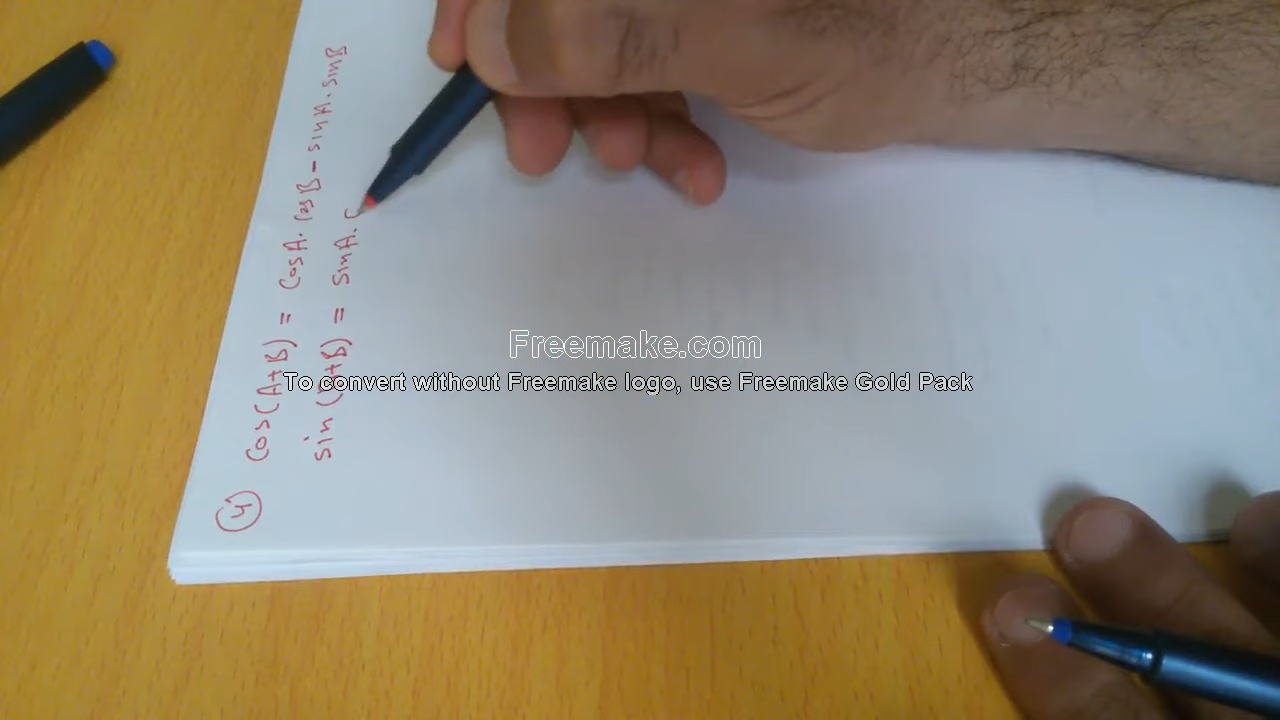 4
cos(A+B) = cosA. cosB - sinA. sinB
sin(A+B) = sinA. c
Freemake.com
To convert without Freemake logo, use Freemake Gold Pack